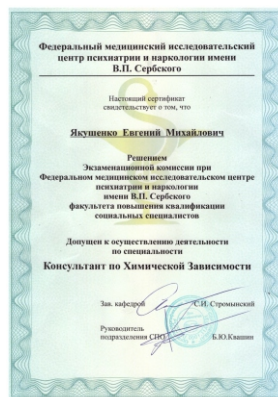 Федеральный медицинский исследовательский
центр психиатрии и наркологии имени
В.П. Сербского
Настоящий сертификат
свидетельствует о том, что
Якушенко Евгений Михайлович
Решением
Экзаменационной комиссии при
Федеральном медицинском исследовательском центре
психиатрии и наркологии
имени В.П. Сербского
факультета повышения квалификации
социальных специалистов
Допущен к осуществлению деятельности
по специальности
Консультант по Химической Зависимости
Зав. кафедрой С.И. Стромынский
Руководитель
подразделения СПО Б.Ю.Квашин